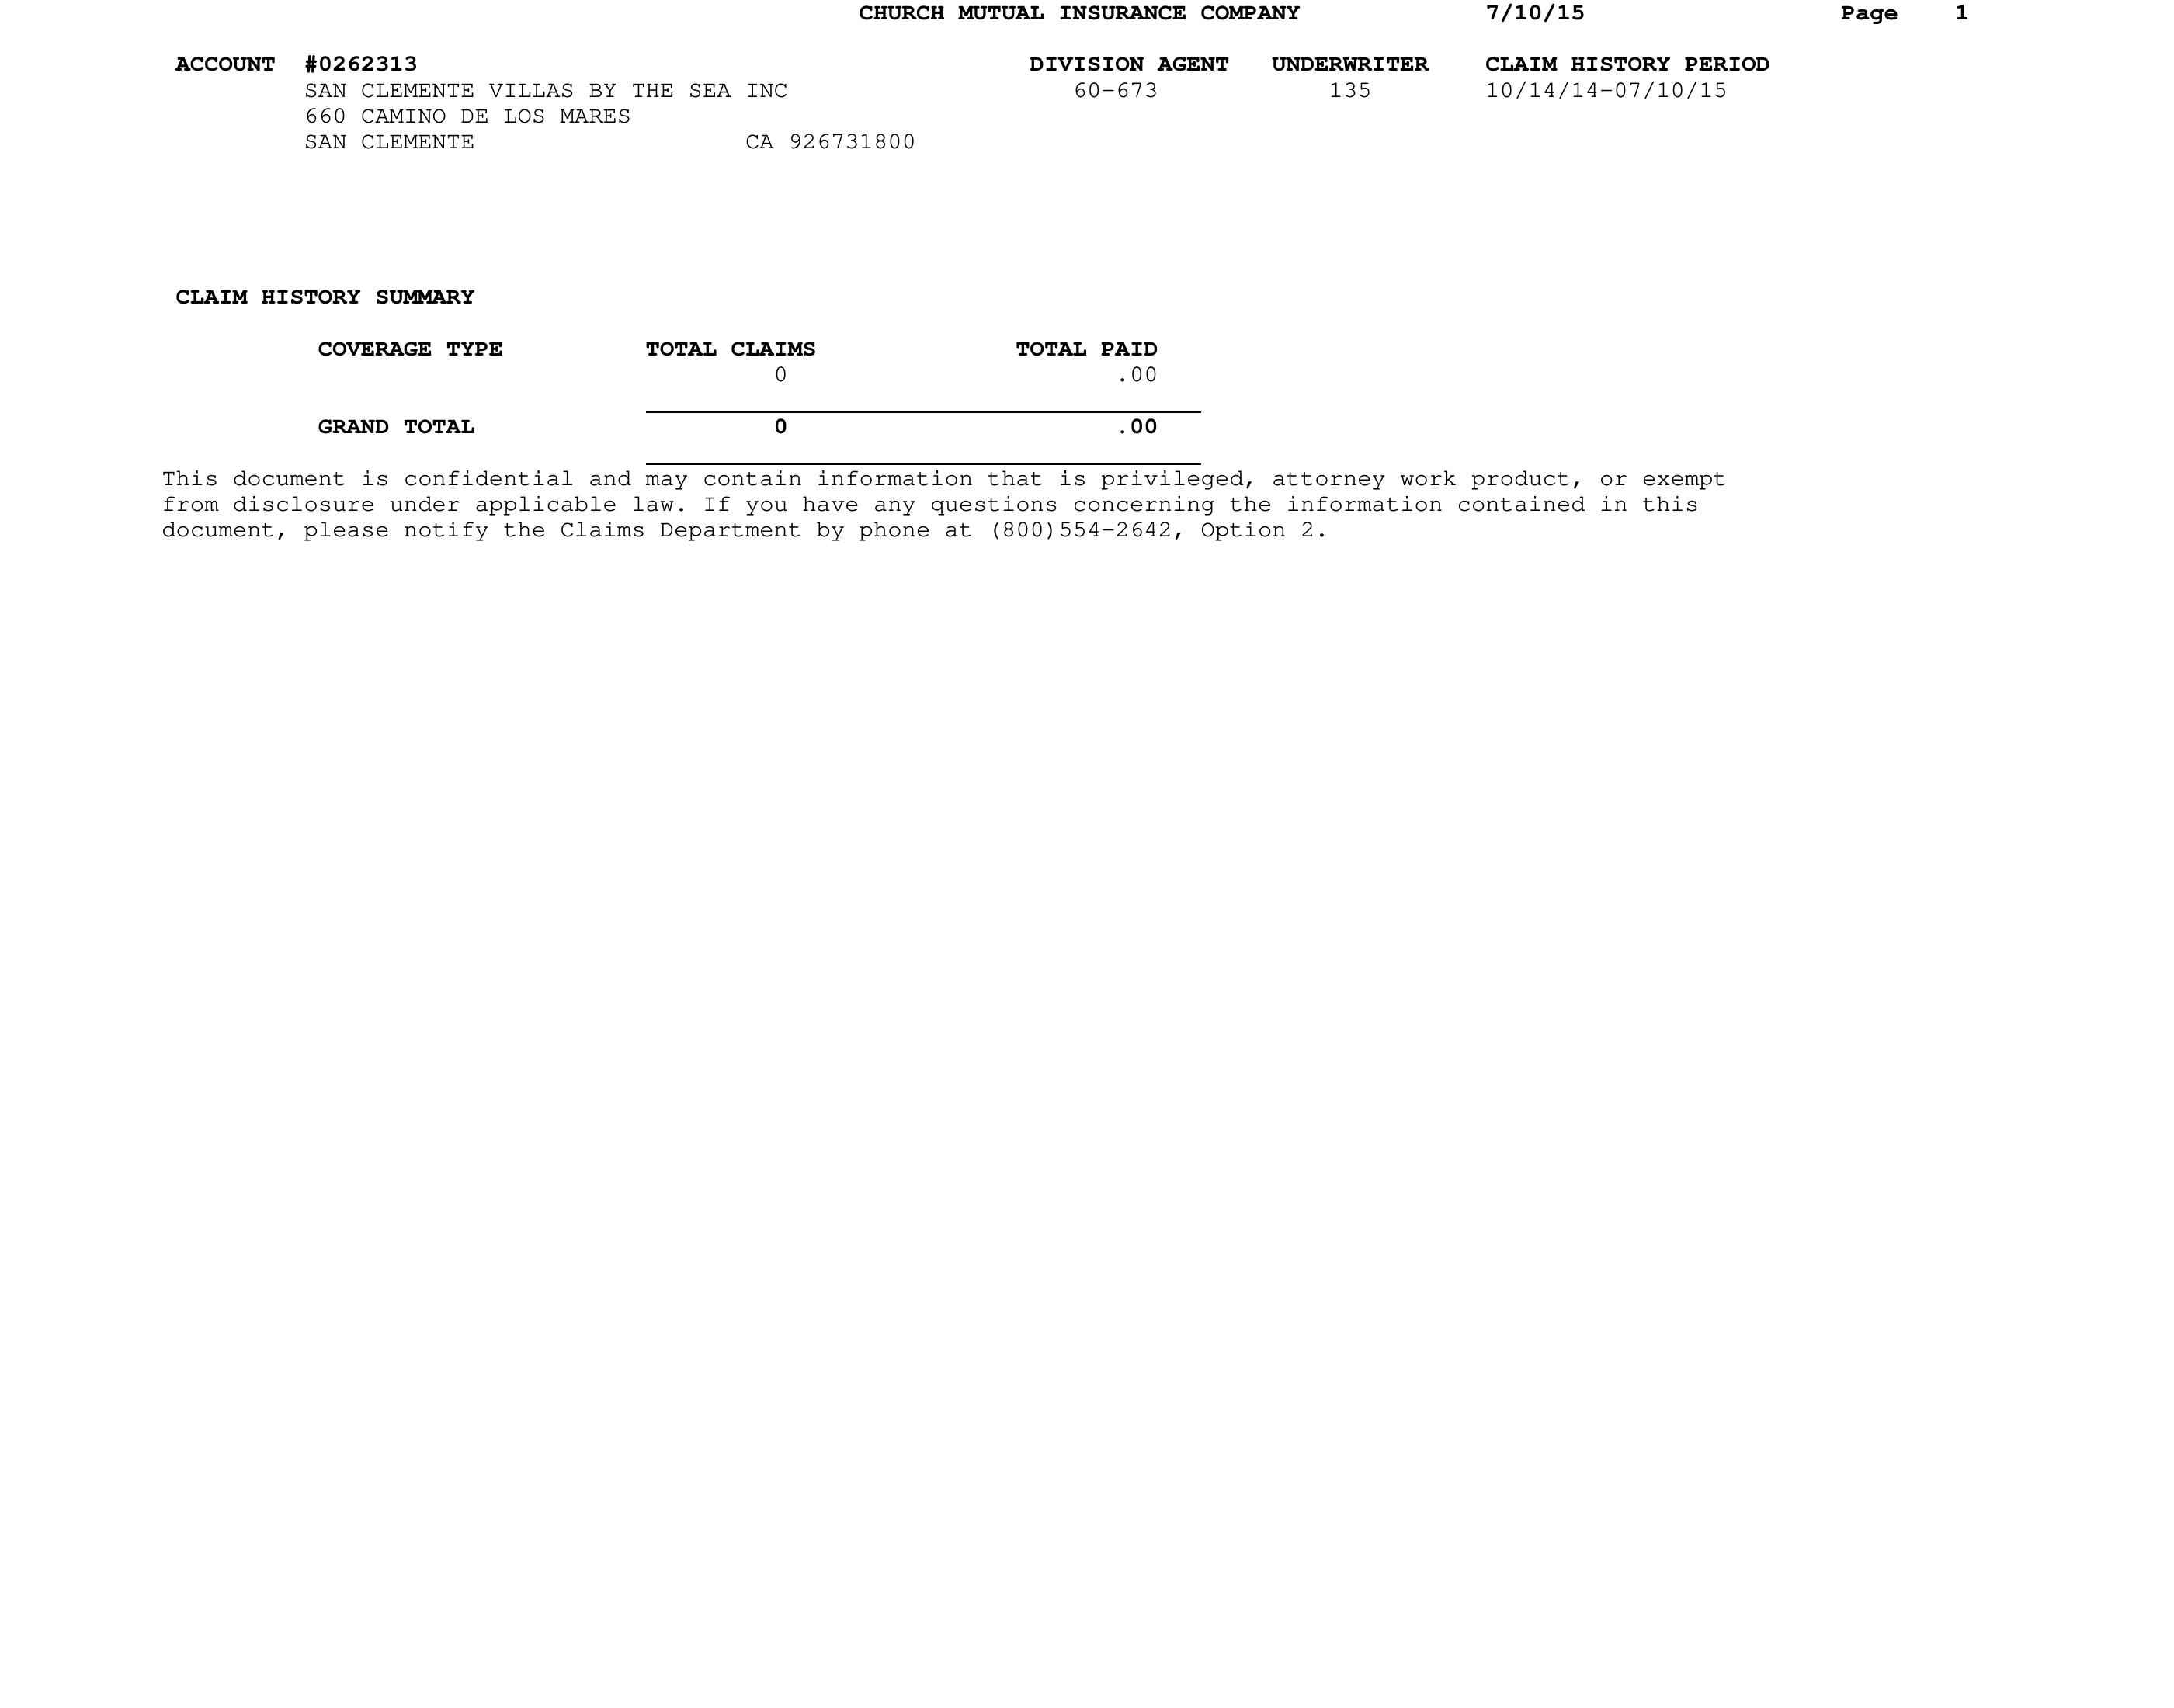 CHURCH MUTUAL INSURANCE COMPANY 7/10/15 Page 1
ACCOUNT #0262313 DIVISION AGENT UNDERWRITER CLAIM HISTORY PERIOD
SAN CLEMENTE VILLAS BY THE SEA INC 60-673 135 10/14/14-07/10/15
660 CAMINO DE LOS MARES
SAN CLEMENTE CA 926731800
CLAIM HISTORY SUMMARY
COVERAGE TYPE TOTAL CLAIMS TOTAL PAID
0 .00
GRAND TOTAL 0 .00
This document is confidential and may contain information that is privileged, attorney work product, or exempt
from disclosure under applicable law. If you have any questions concerning the information contained in this
document, please notify the Claims Department by phone at (800)554-2642, Option 2.